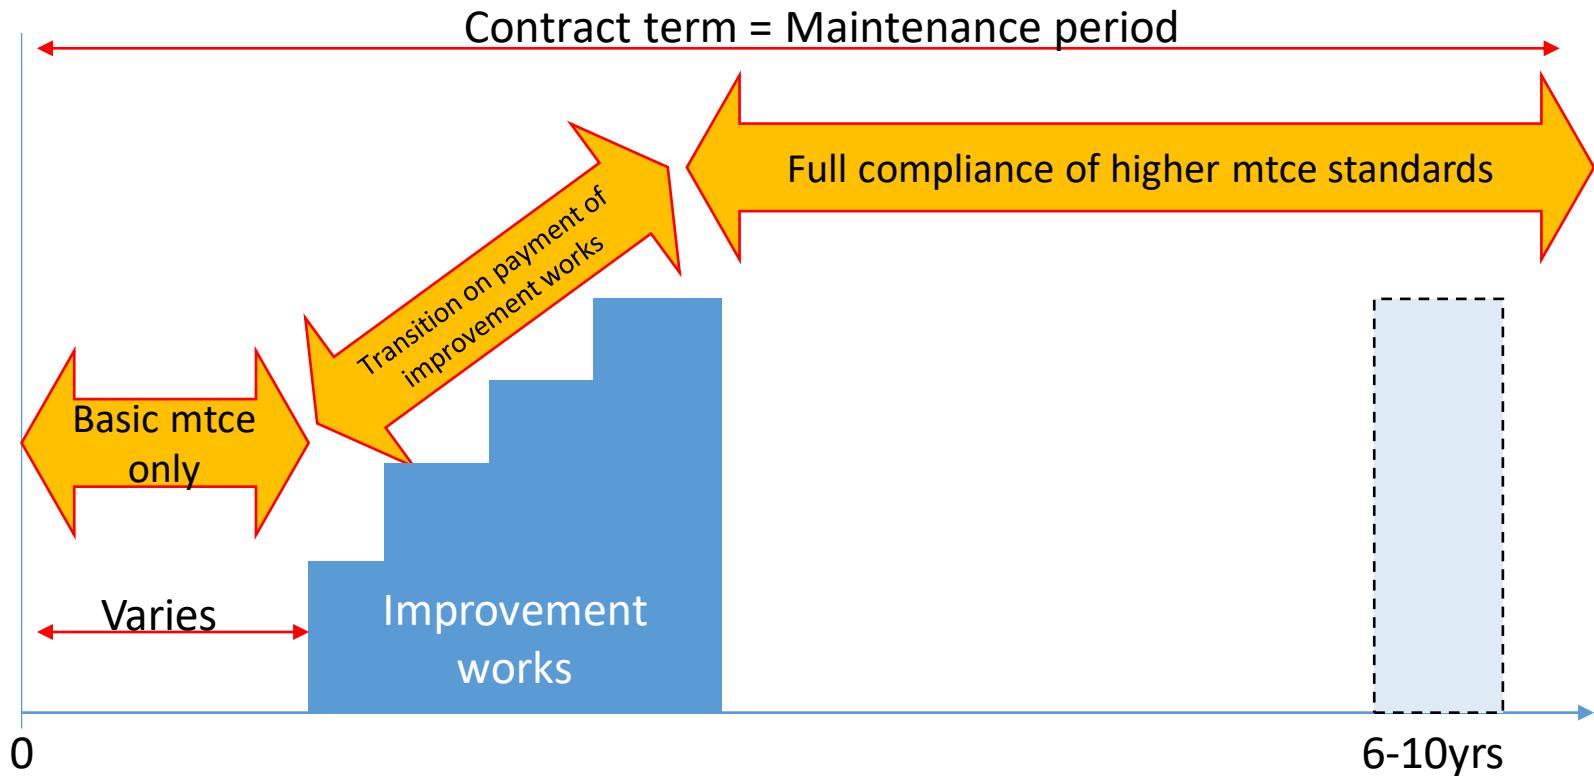 Contract term = Maintenance period
Full compliance of higher mtce standards
Transition on payment of
improvement works
Basic mtce
only
Varies
Improvement
works
0
6-10yrs